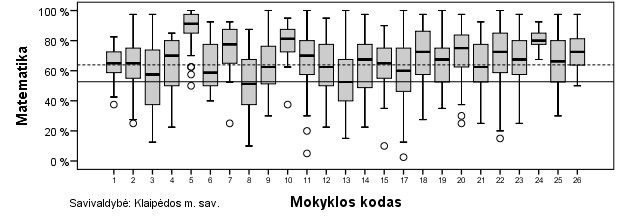 Matematika
100 %
80 %
60 %
40 %
20 %
0 %
1 2 3 4 5 6 7 8 9 10 11 12 13 14 15 16 17 18 19 20 21 22 23 24 25 26
Savivaldybė: Klaipėdos m. sav.
Mokyklos kodas